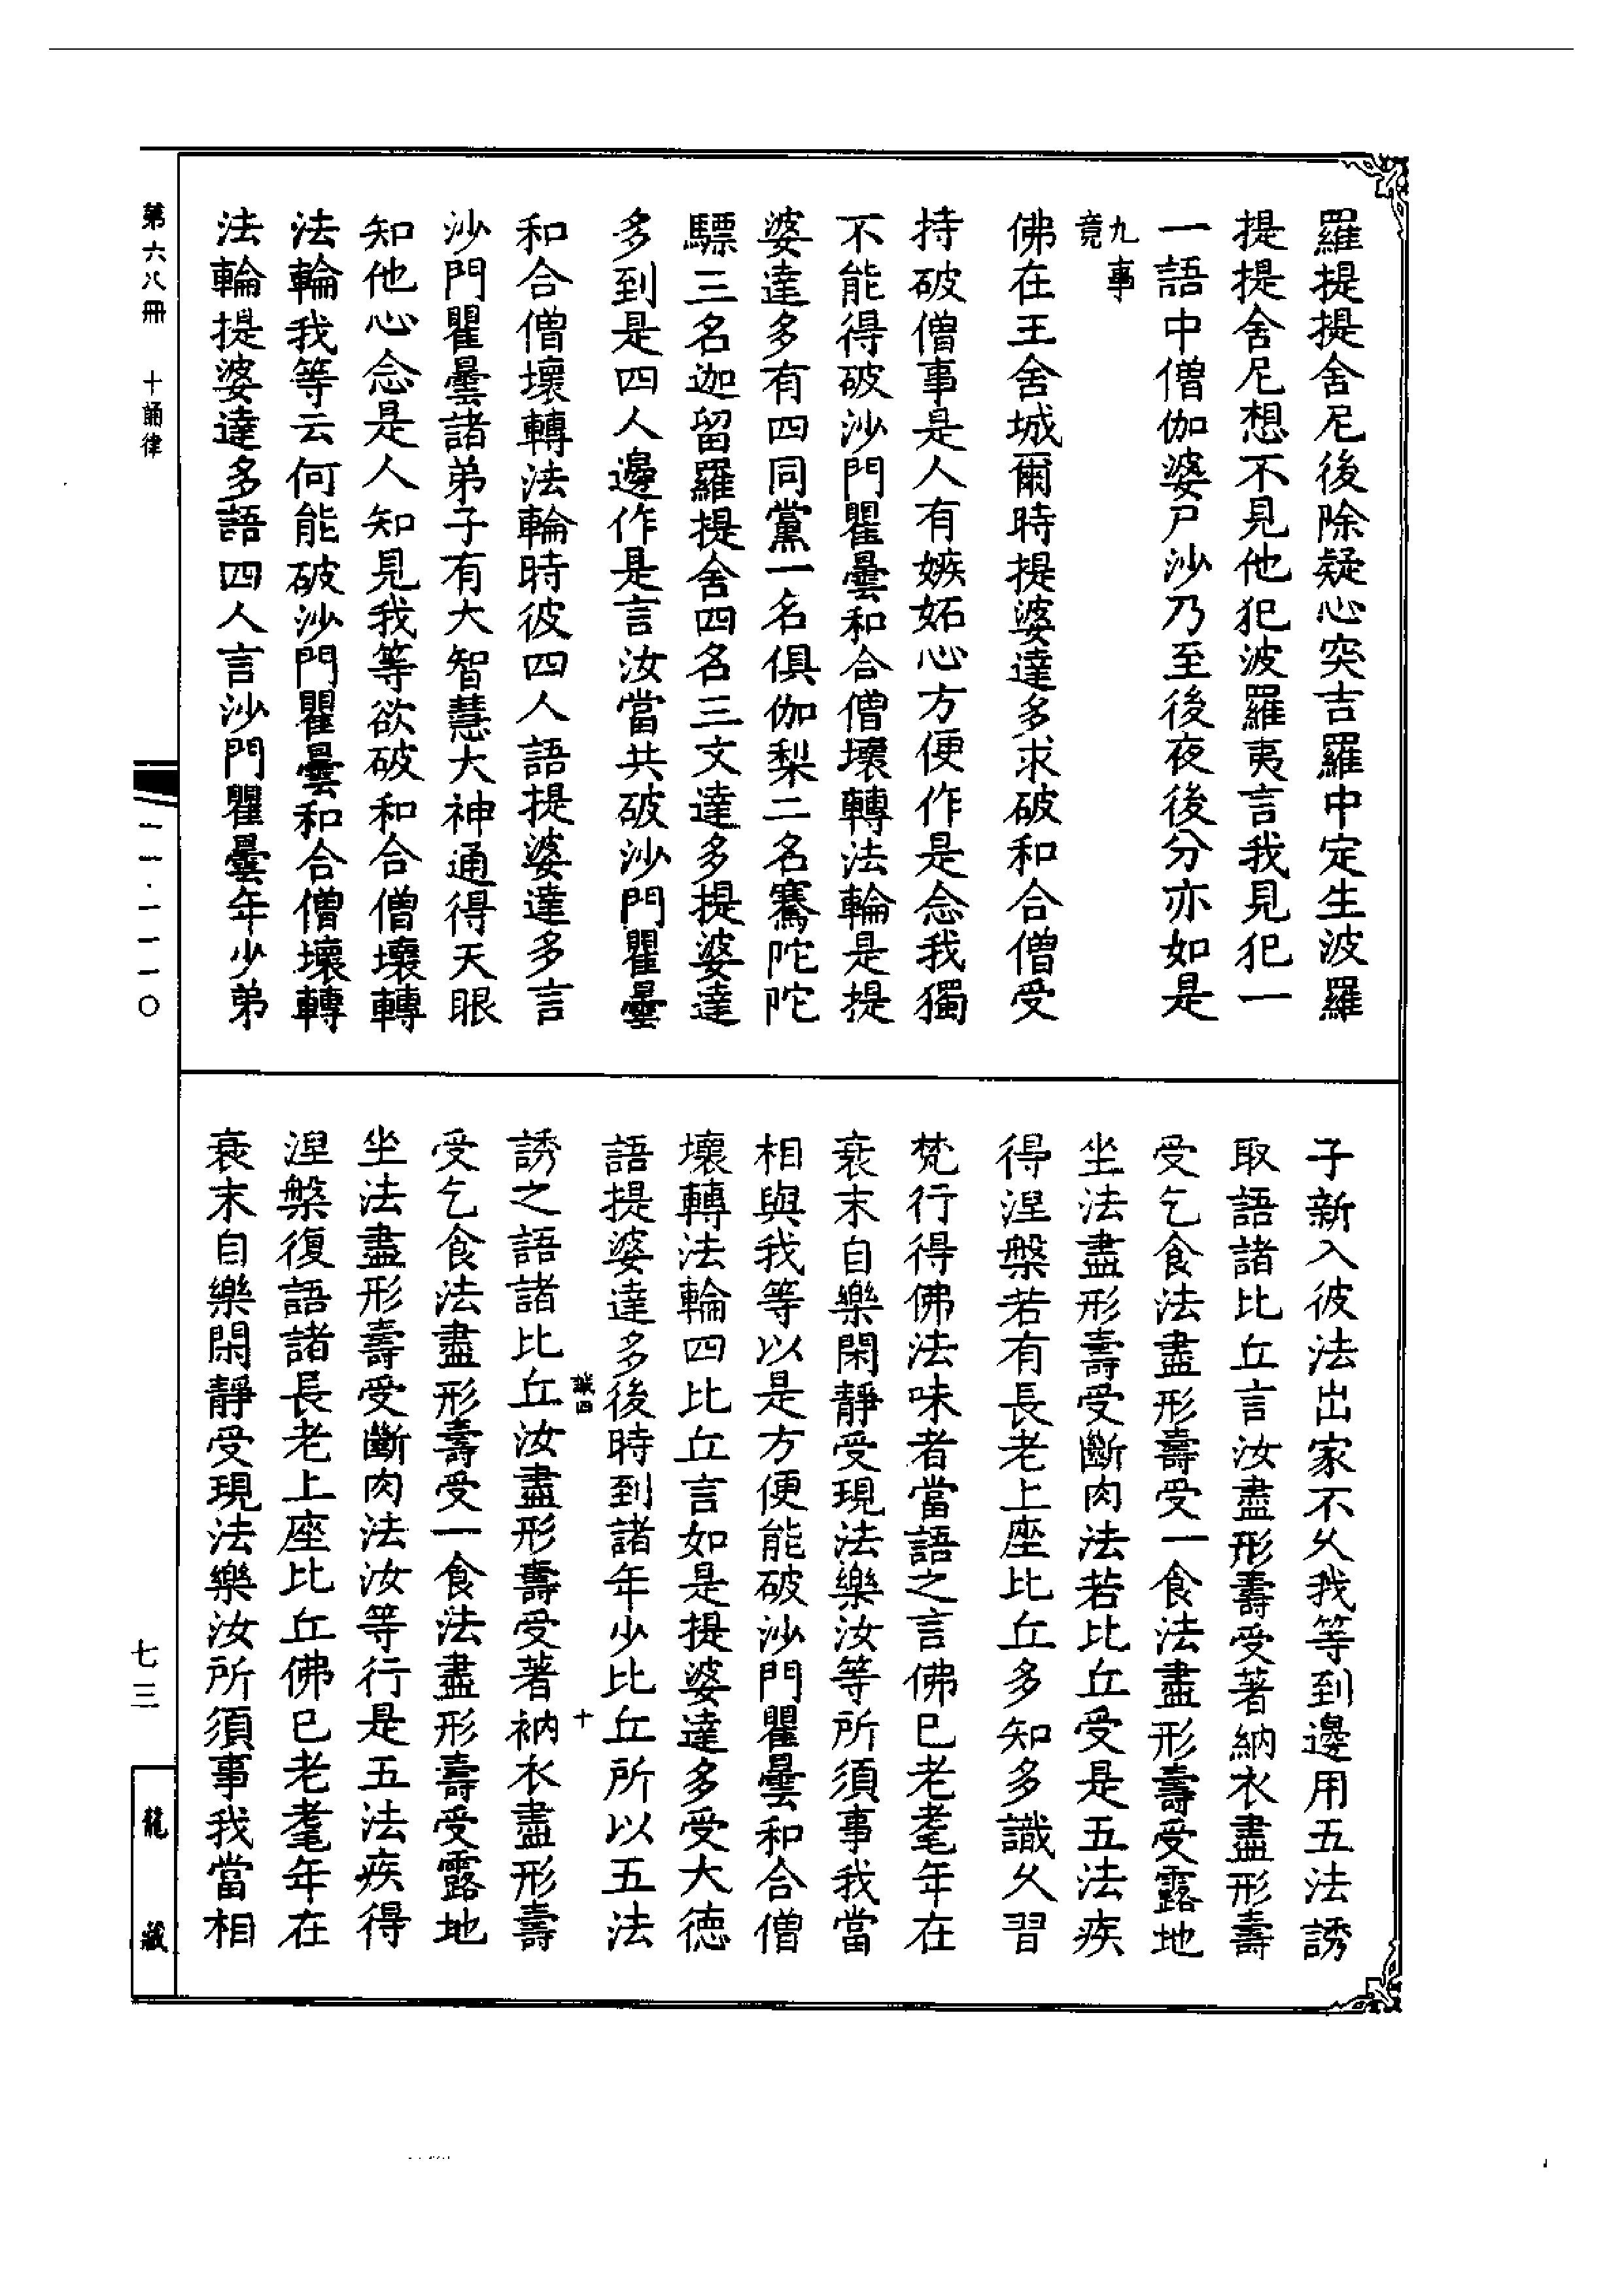 羅提提舍尼後除疑心突吉羅中定生波羅
提提舍尼想不見他犯波羅夷言我見犯一
一語中僧伽婆尸沙乃至後夜後分亦如是
九事
竟
佛在王舍城爾時提婆達多求破和合僧受
持破僧事是人有嫉妬心方便作是念我獨
不能得破沙門瞿曇和合僧壞轉法輪是提
婆達多有四同黨一名俱伽梨二名騫陀陀
驃三名迦留羅提舍四名三文達多提婆達
多到是四人邊作是言汝當共破沙門瞿曇
和合僧壞轉法輪時彼四人語提婆達多言
沙門瞿曇諸弟子有大智慧大神通得天眼
知他心念是人知見我等欲破和合僧壞轉
法輪我等云何能破沙門瞿曇和合僧壞轉
法輪提婆達多語四人言沙門瞿曇年少弟
子新入彼法出家不久我等到邊用五法誘
取語諸比丘言汝盡形壽受著納衣盡形壽
受乞食法盡形壽受一食法盡形壽受露地
坐法盡形壽受斷肉法若比丘受是五法疾
得涅槃若有長老上座比丘多知多識久習
梵行得佛法味者當語之言佛已老耄年在
衰末自樂閑靜受現法樂汝等所須事我當
相與我等以是方便能破沙門瞿曇和合僧
壞轉法輪四比丘言如是提婆達多受大德
語提婆達多後時到諸年少比丘所以五法
誠四
十
誘之語諸比丘汝盡形壽受著衲衣盡形壽
受乞食法盡形壽受一食法盡形壽受露地
坐法盡形壽受斷肉法汝等行是五法疾得
涅槃復語諸長老上座比丘佛已老耄年在
衰末自樂閑靜受現法樂汝所須事我當相
第六八冊 十誦律
一一·一一一〇
七三
龍藏